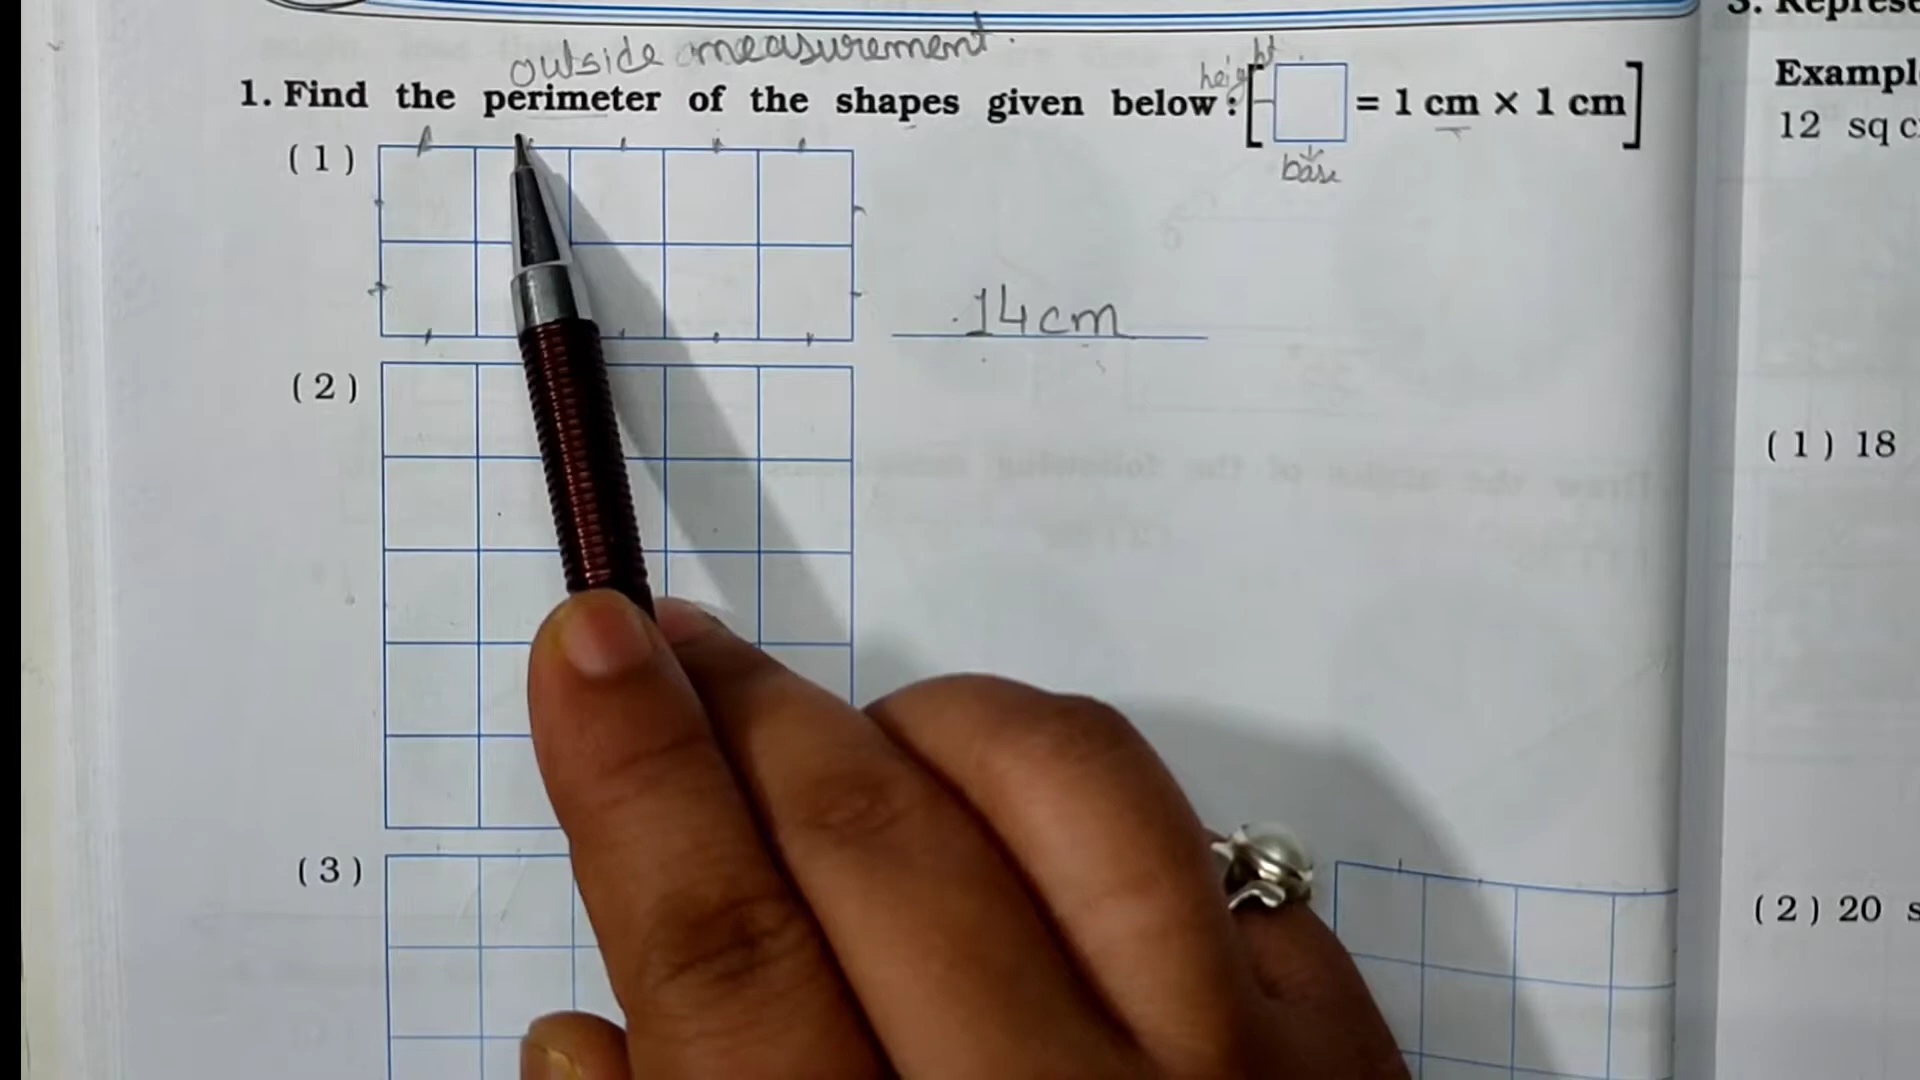 outside measurement.
1. Find the perimeter of the shapes given below : [ = 1 cm × 1 cm]
height
base
(1)
14cm
(2)
(3)
Example
12 sq c
(1) 18
(2) 20 s